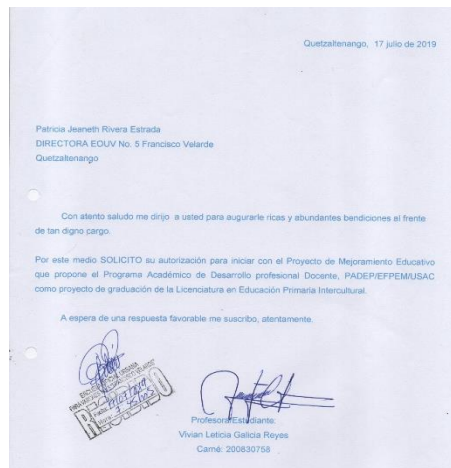 Quetzaltenango, 17 julio de 2019
Patricia Jeaneth Rivera Estrada
DIRECTORA EOUV No. 5 Francisco Velarde
Quetzaltenango
Con atento saludo me dirijo a usted para augurarle ricas y abundantes bendiciones al frente
de tan digno cargo.
Por este medio SOLICITO su autorización para iniciar con el Proyecto de Mejoramiento Educativo
que propone el Programa Académico de Desarrollo profesional Docente, PADEP/EFPEM/USAC
como proyecto de graduación de la Licenciatura en Educación Primaria Intercultural.
A espera de una respuesta favorable me suscribo, atentamente.
RECIBIDO
Profesora/Estudiante:
Vivian Leticia Galicia Reyes
Carné: 200830758